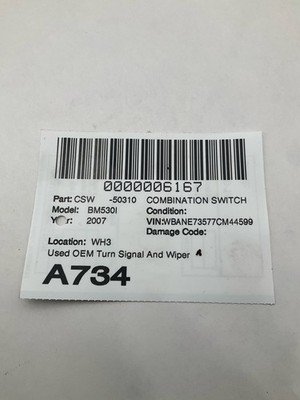 0000006167
Part: CSW -50310 COMBINATION SWITCH
Model: BM530I Condition:
Year: 2007 VIN:WBANE73577CM44599
Damage Code:
Location: WH3
Used OEM Turn Signal And Wiper
A734